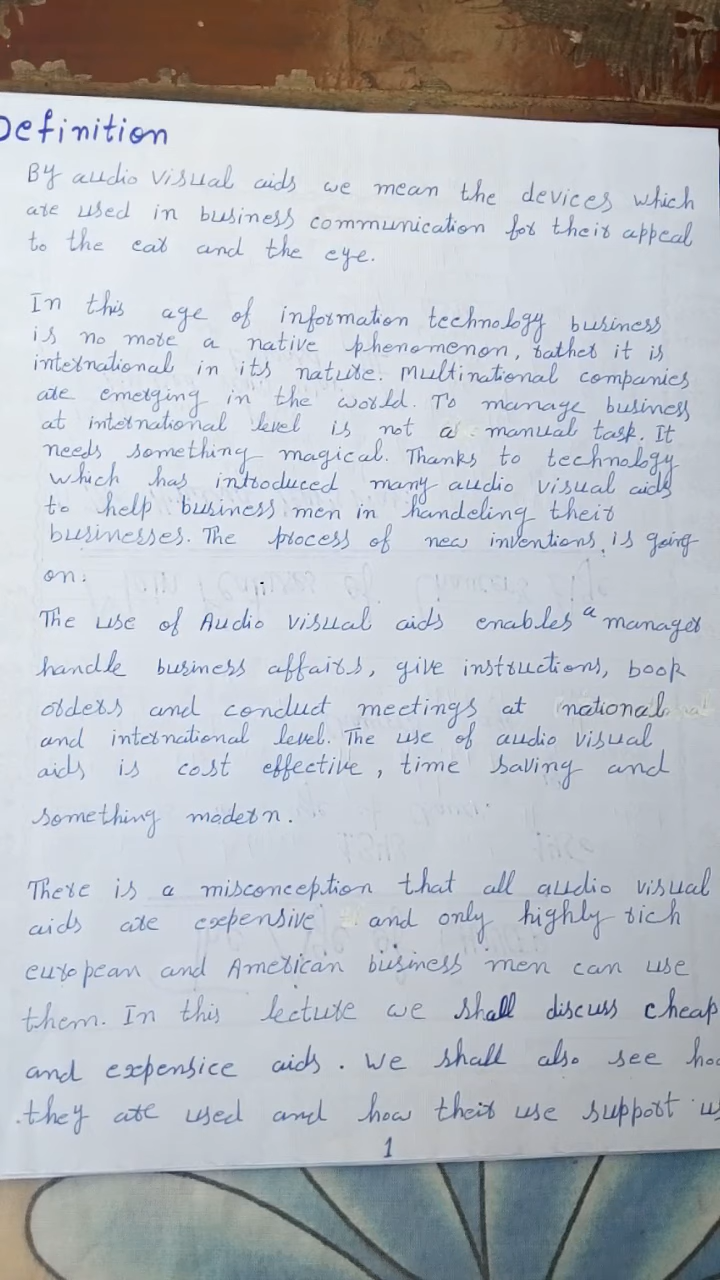 Definition
By audio visual aids we mean the devices which
are used in business communication for their appeal
to the ear and the eye.
In this age of information technology business
is no more a native phenomenon, rather it is
international in its nature. Multinational companies
are emerging in the world. To manage business
at international level is not a manual task. It
needs something magical. Thanks to technology
which has introduced many audio visual aids
to help business men in handeling their
businesses. The process of new inventions is going
on.
The use of Audio visual aids enables a manager
handle business affairs, give instructions, book
orders and conduct meetings at national
and international level. The use of audio visual
aids is cost effective, time saving and
something modern.
There is a misconception that all audio visual
aids are expensive and only highly rich
european and American business men can use
them. In this lecture we shall discuss cheap
and expensice aids. We shall also see
they are used and how their use support us
1